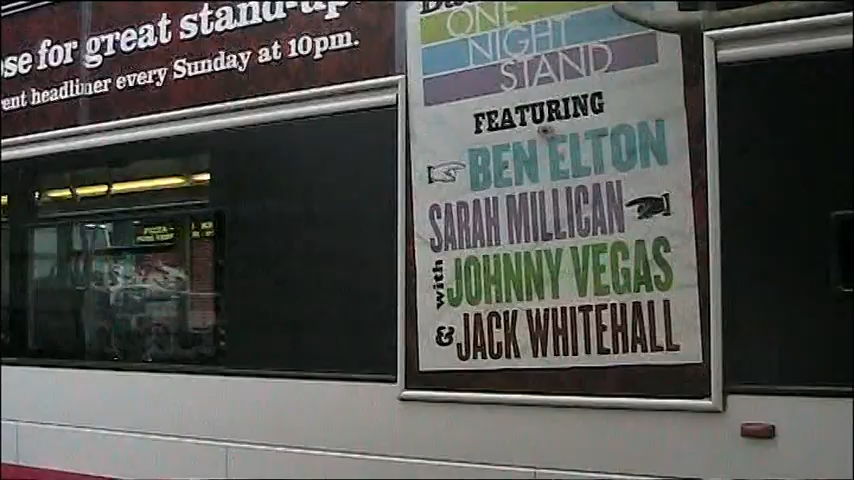 ose for great stand-up
ent headliner every Sunday at 10pm.
ONE
NIGHT
STAND
FEATURING
BEN ELTON
SARAH MILLICAN
with JOHNNY VEGAS
& JACK WHITEHALL